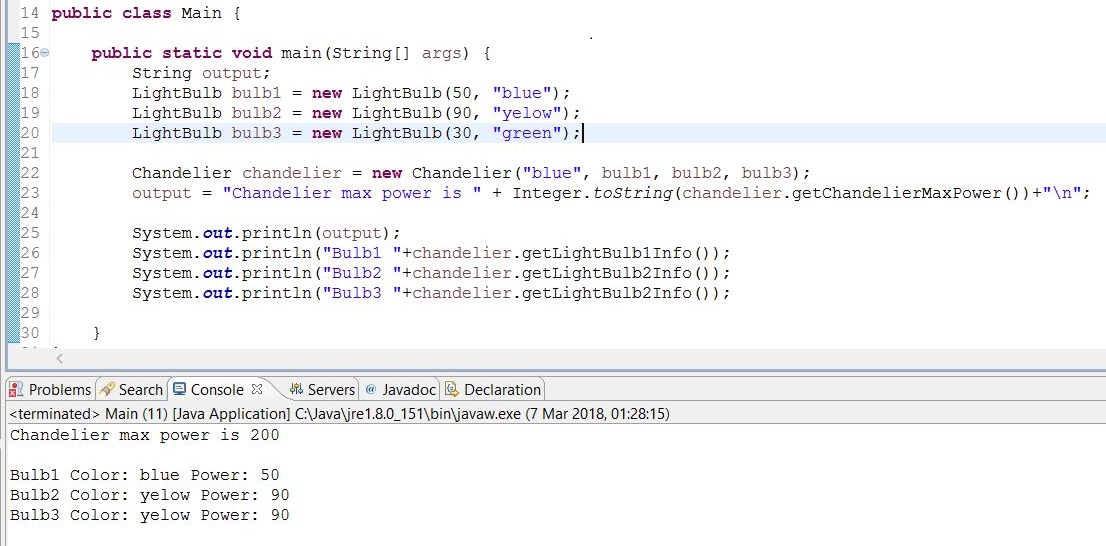 14 public class Main {
15
16 public static void main(String[] args) {
17 String output;
18 LightBulb bulb1 = new LightBulb(50, "blue");
19 LightBulb bulb2 = new LightBulb(90, "yelow");
20 LightBulb bulb3 = new LightBulb(30, "green");
21
22 Chandelier chandelier = new Chandelier("blue", bulb1, bulb2, bulb3);
23 output = "Chandelier max power is " + Integer.toString(chandelier.getChandelierMaxPower())+"\n";
24
25 System.out.println(output);
26 System.out.println("Bulb1 "+chandelier.getLightBulb1Info());
27 System.out.println("Bulb2 "+chandelier.getLightBulb2Info());
28 System.out.println("Bulb3 "+chandelier.getLightBulb2Info());
29
30 }
Problems Search Console Servers @ Javadoc Declaration
<terminated> Main (11) [Java Application] C:\Java\jre1.8.0_151\bin\javaw.exe (7 Mar 2018, 01:28:15)
Chandelier max power is 200
Bulb1 Color: blue Power: 50
Bulb2 Color: yelow Power: 90
Bulb3 Color: yelow Power: 90